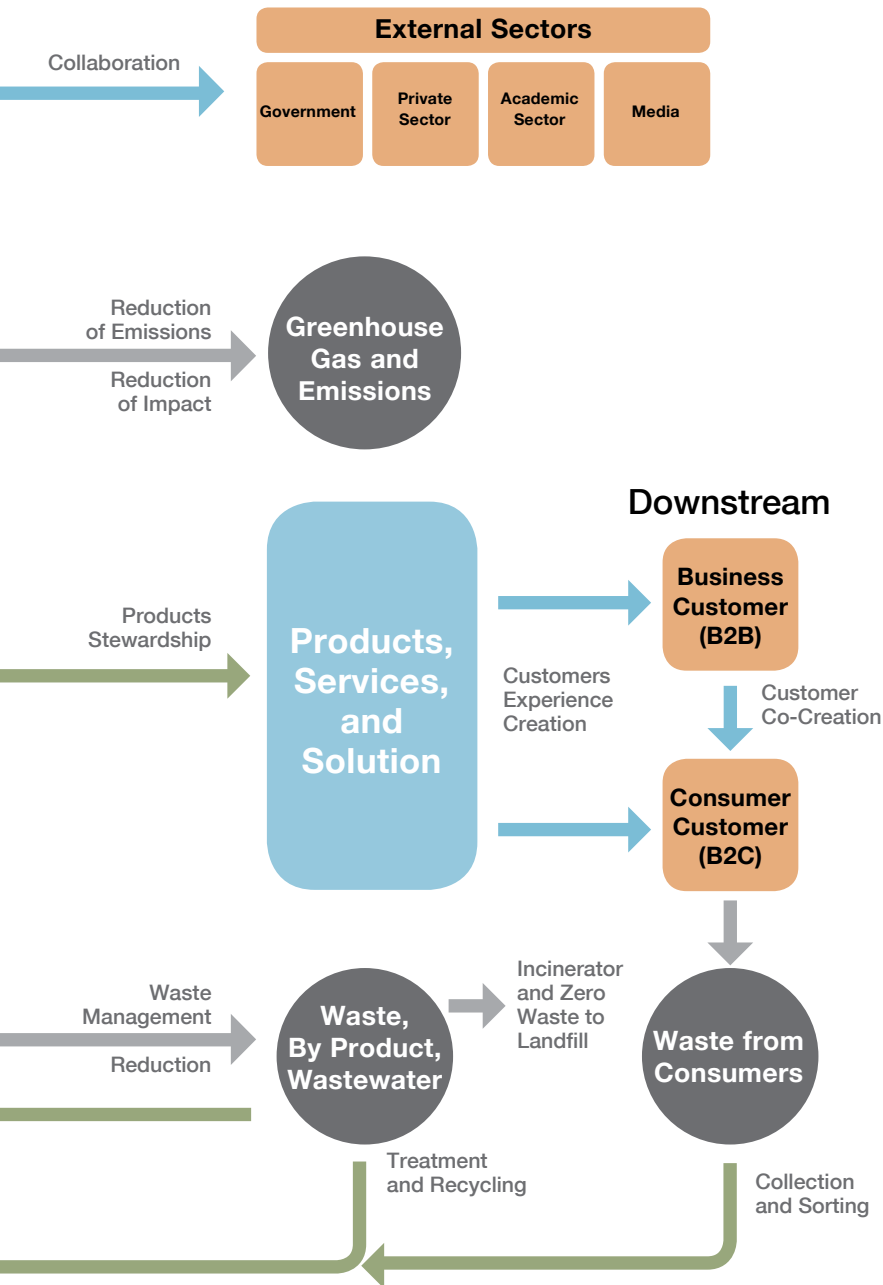 External Sectors
Collaboration
Government
Private
Sector
Academic
Sector
Media
Reduction
of Emissions
Reduction
of Impact
Greenhouse
Gas and
Emissions
Downstream
Products
Stewardship
Products,
Services,
and
Solution
Customers
Experience
Creation
Business
Customer
(B2B)
Customer
Co-Creation
Consumer
Customer
(B2C)
Waste
Management
Reduction
Waste,
By Product,
Wastewater
Incinerator
and Zero
Waste to
Landfill
Waste from
Consumers
Treatment
and Recycling
Collection
and Sorting